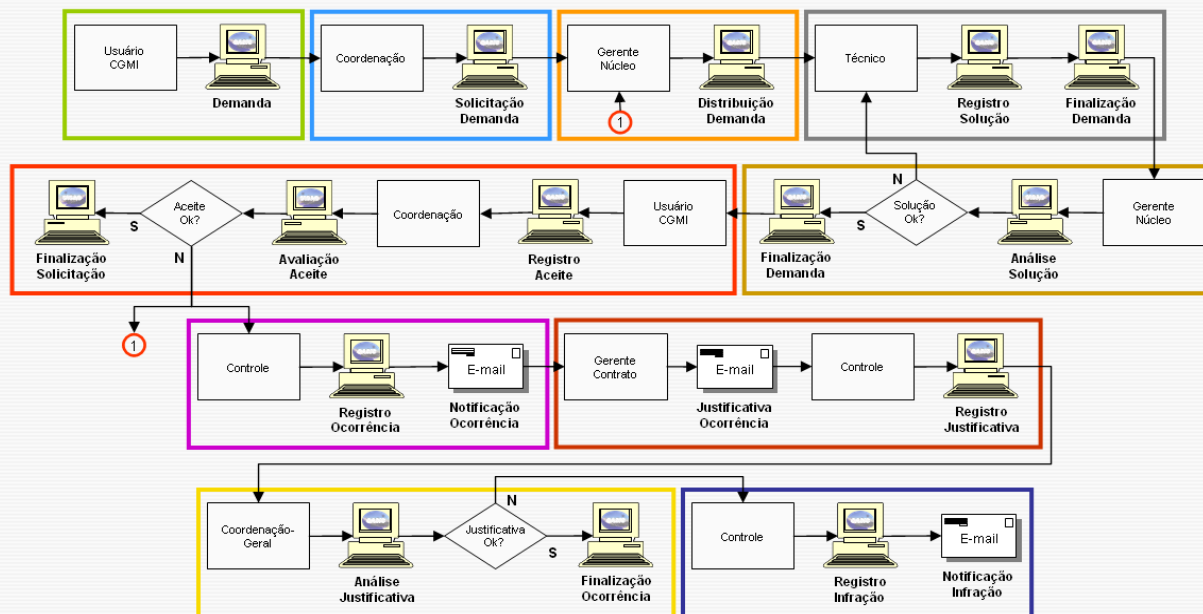 Usuário
CGMI
Demanda
Coordenação
Solicitação
Demanda
Gerente
Núcleo
1
Distribuição
Demanda
Técnico
Registro
Solução
Finalização
Demanda
Finalização
Solicitação
S
Aceite
Ok?
N
Avaliação
Aceite
Coordenação
Registro
Aceite
Usuário
CGMI
Finalização
Demanda
S
Solução
Ok?
N
Análise
Solução
Gerente
Núcleo
1
Controle
Registro
Ocorrência
E-mail
Notificação
Ocorrência
Gerente
Contrato
E-mail
Justificativa
Ocorrência
Controle
Registro
Justificativa
Coordenação-
Geral
Análise
Justificativa
Justificativa
Ok?
N
S
Finalização
Ocorrência
Controle
Registro
Infração
E-mail
Notificação
Infração